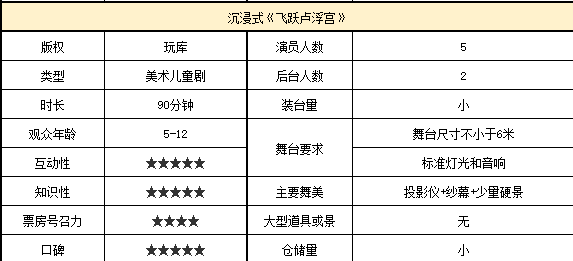 沉浸式《飞跃卢浮宫》
版权 玩库 演员人数 5
类型 美术儿童剧 后台人数 2
时长 90分钟 装台量 小
观众年龄 5-12 舞台要求 舞台尺寸不小于6米
互动性 ★★★★★ 标准灯光和音响
知识性 ★★★★★ 主要舞美 投影仪+纱幕+少量硬景
票房号召力 ★★★★ 大型道具或景 无
口碑 ★★★★★ 仓储量 小